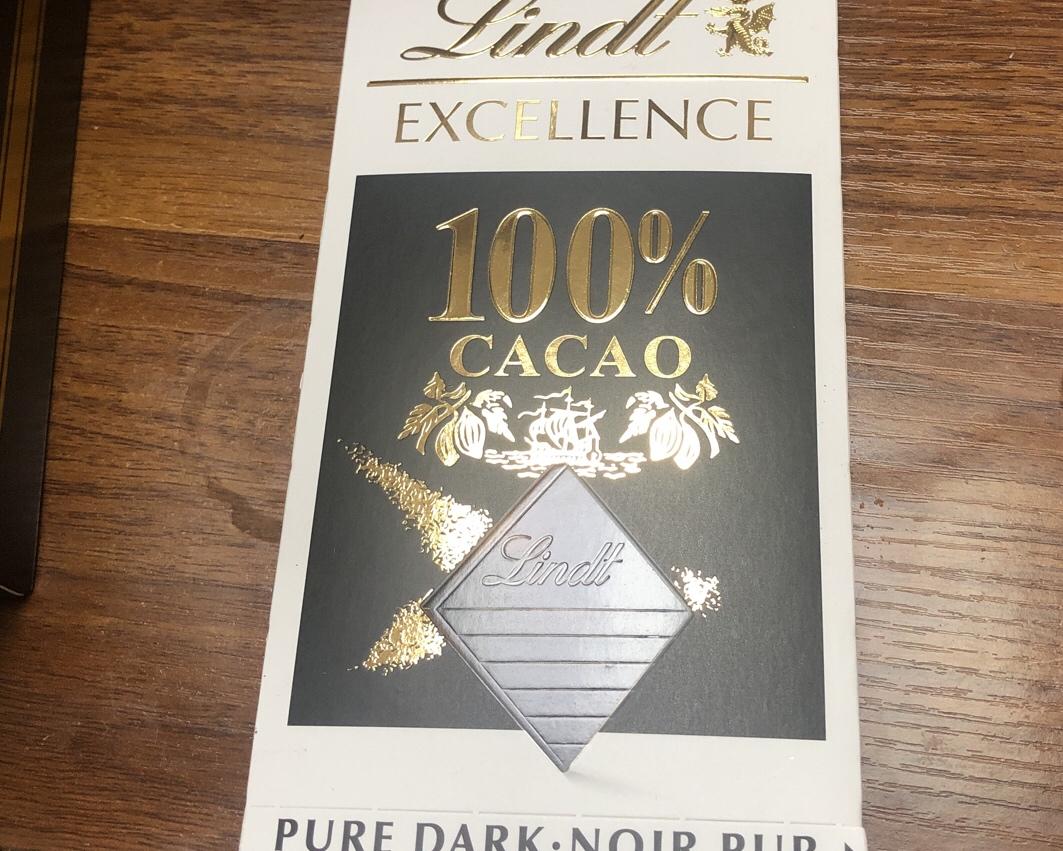 Lindt
EXCELLENCE
100%
CACAO
Lindt
PURE DARK·NOIR PUR